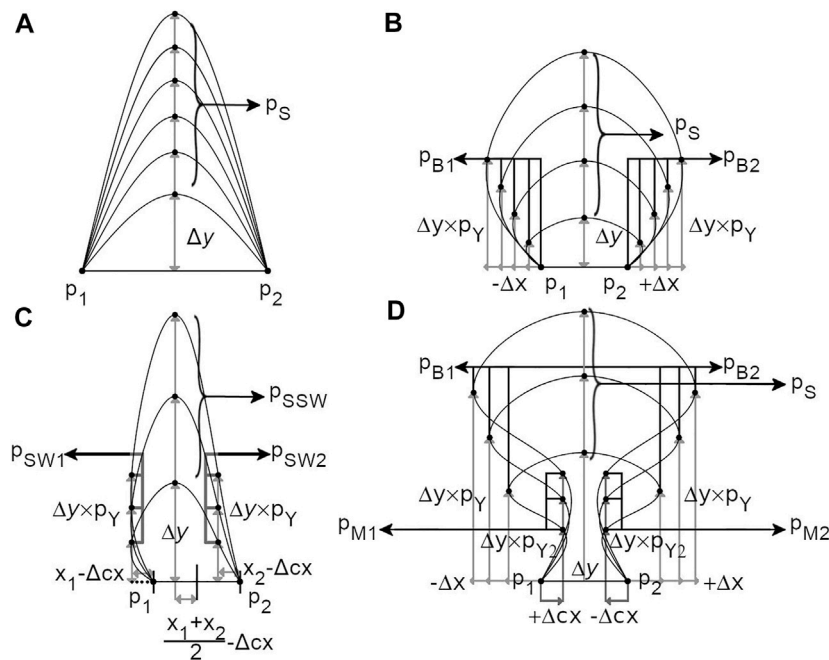 A
p_S
Δy
p_1
p_2
B
p_S
p_B1
p_B2
Δy×p_Y
Δy
Δy×p_Y
-Δx
p_1
p_2
+Δx
C
p_SSW
p_SW1
p_SW2
Δy×p_Y
Δy
Δy×p_Y
x_1-Δcx
x_2-Δcx
p_1
p_2
x_1+x_2
2
-Δcx
D
p_B1
p_B2
p_S
Δy×p_Y
Δy×p_Y
p_M1
p_M2
Δy×p_Y2
Δy×p_Y2
-Δx
p_1
Δy
p_2
+Δx
+Δcx
-Δcx